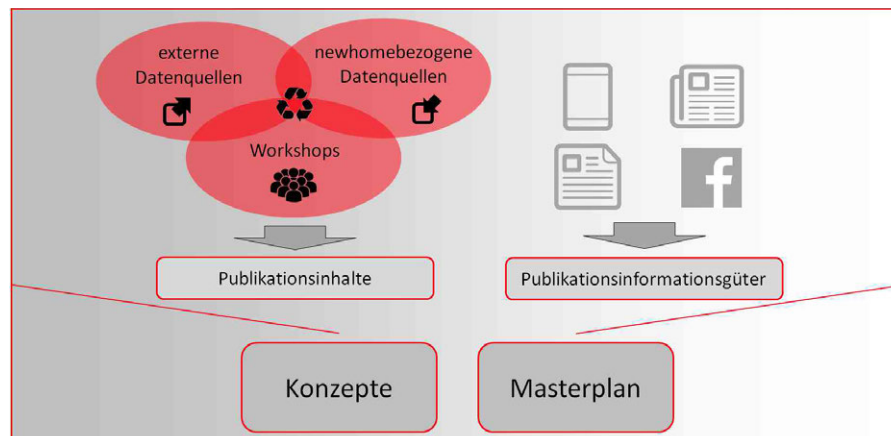 externe
Datenquellen
newhomebezogene
Datenquellen
Workshops
Publikationsinhalte
Publikationsinformationsgüter
Konzepte
Masterplan